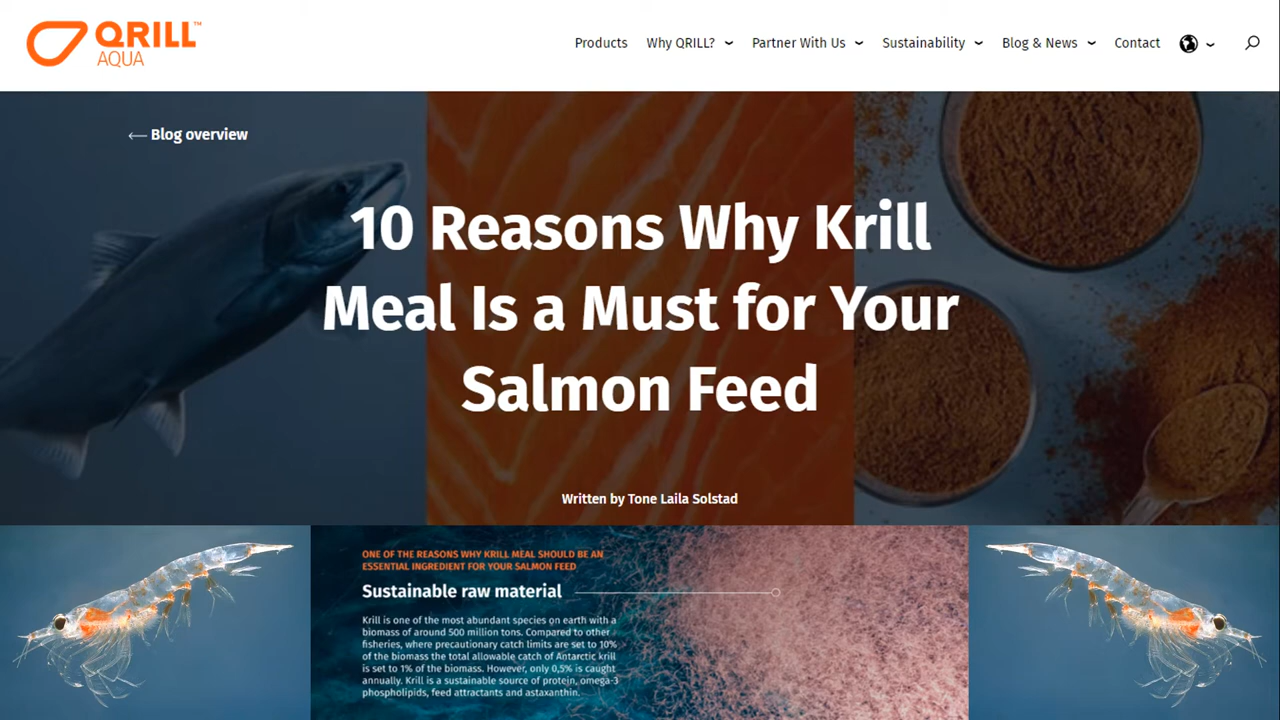 QRILL™
AQUA
Products Why QRILL? Partner With Us Sustainability Blog & News Contact
Blog overview
10 Reasons Why Krill
Meal Is a Must for Your
Salmon Feed
Written by Tone Laila Solstad
ONE OF THE REASONS WHY KRILL MEAL SHOULD BE AN
ESSENTIAL INGREDIENT FOR YOUR SALMON FEED
Sustainable raw material
Krill is one of the most abundant species on earth with a
biomass of around 500 million tons. Compared to other
fisheries, where precautionary catch limits are set to 10%
of the biomass the total allowable catch of Antarctic krill
is set to 1% of the biomass. However, only 0,5% is caught
annually. Krill is a sustainable source of protein, omega-3
phospholipids, feed attractants and astaxanthin.